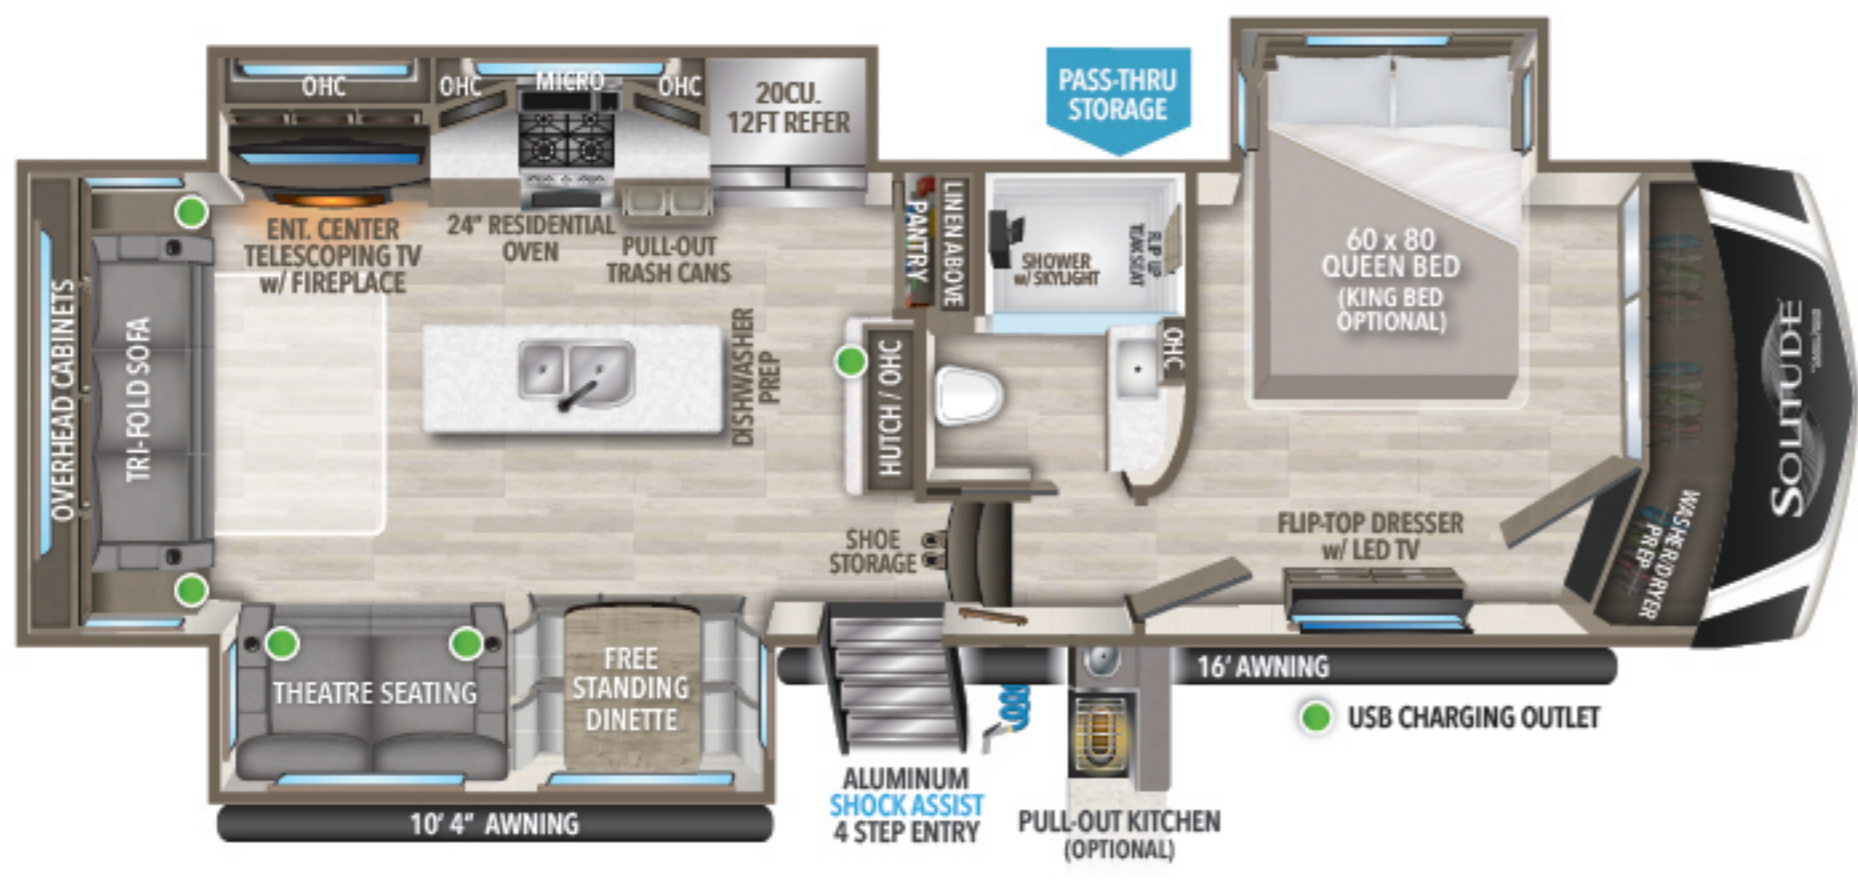 OHC
OHC
MICRO
OHC
20CU.
12FT REFER
PASS-THRU
STORAGE
ENT. CENTER
TELESCOPING TV
w/ FIREPLACE
24" RESIDENTIAL
OVEN
PULL-OUT
TRASH CANS
PANTRY
LINEN ABOVE
SHOWER
w/ SKYLIGHT
FLIP UP
TEAK SEAT
60 x 80
QUEEN BED
(KING BED
OPTIONAL)
OVERHEAD CABINETS
TRI-FOLD SOFA
DISHWASHER
PREP
HUTCH / OHC
OHC
SOLITUDE
SHOE
STORAGE
FLIP-TOP DRESSER
w/ LED TV
WASHER/DRYER
PREP
THEATRE SEATING
FREE
STANDING
DINETTE
16' AWNING
USB CHARGING OUTLET
10' 4" AWNING
ALUMINUM
SHOCK ASSIST
4 STEP ENTRY
PULL-OUT KITCHEN
(OPTIONAL)